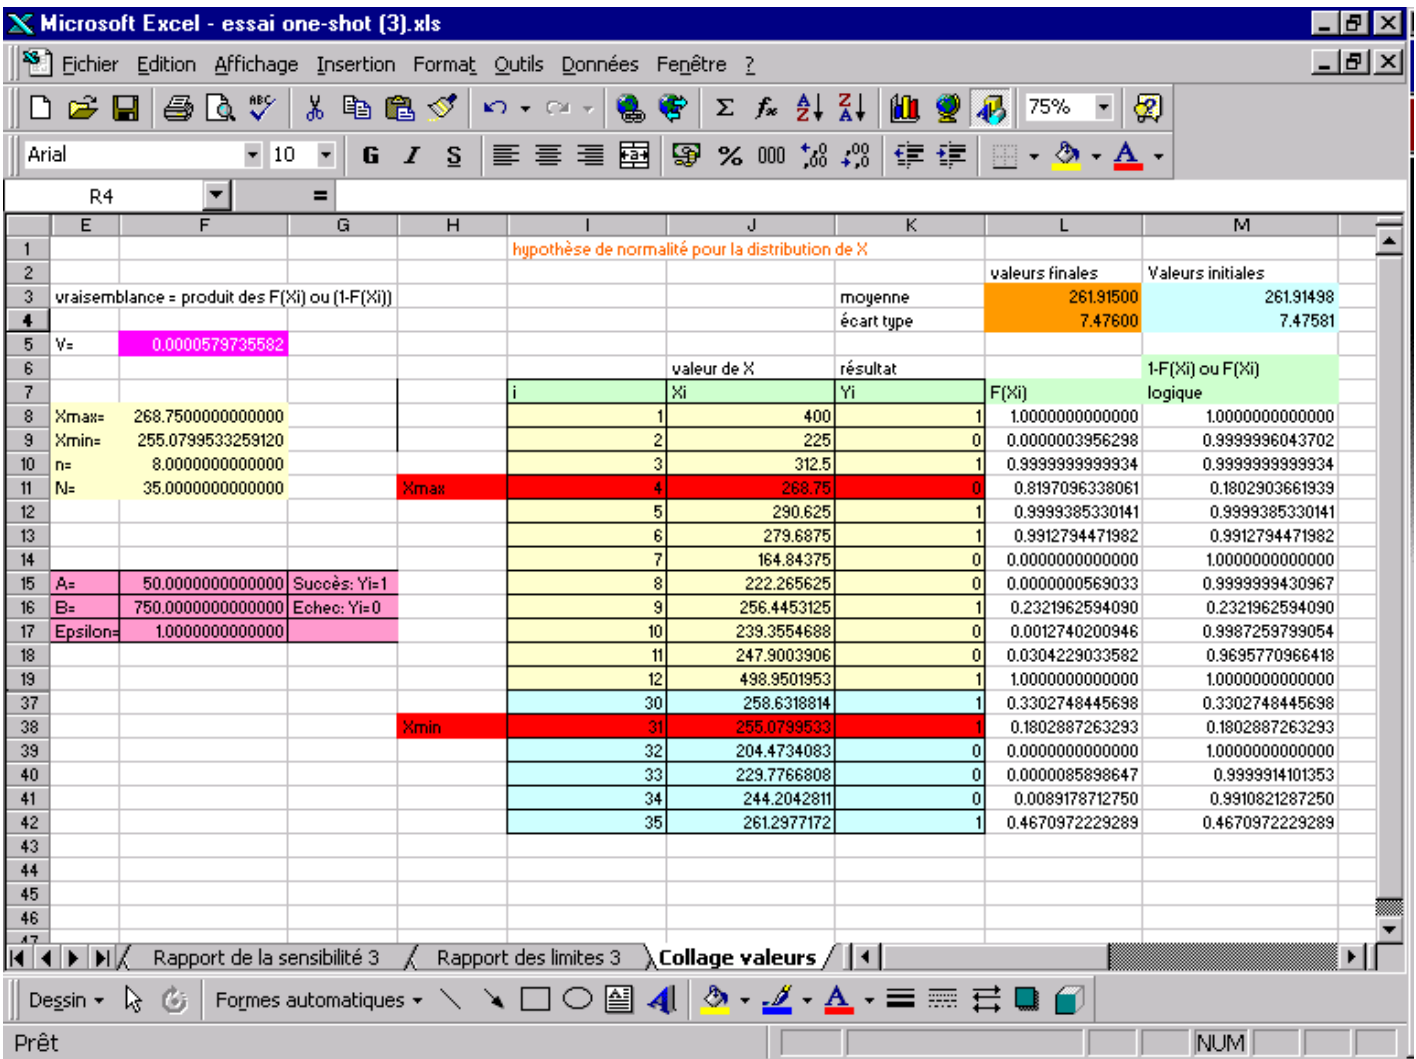 Microsoft Excel - essai one-shot (3).xls
Fichier Edition Affichage Insertion Format Outils Données Fenêtre ?
75%
Arial 10 G I S % 000
R4 =
E F G H I J K L M
1 hypothèse de normalité pour la distribution de X
2 valeurs finales Valeurs initiales
3 vraisemblance = produit des F(Xi) ou (1-F(Xi)) moyenne 261.91500 261.91498
4 écart type 7.47600 7.47581
5 V= 0.0000579735582
6 valeur de X résultat 1-F(Xi) ou F(Xi)
7 i Xi Yi F(Xi) logique
8 Xmax= 268.7500000000000 1 400 1 1.0000000000000 1.0000000000000
9 Xmin= 255.0799533259120 2 225 0 0.0000003956298 0.9999996043702
10 n= 8.0000000000000 3 312.5 1 0.9999999999934 0.9999999999934
11 N= 35.0000000000000 Xmax 4 268.75 0 0.8197096338061 0.1802903661939
12 5 290.625 1 0.9999385330141 0.9999385330141
13 6 279.6875 1 0.9912794471982 0.9912794471982
14 7 164.84375 0 0.0000000000000 1.0000000000000
15 A= 50.0000000000000 Succès: Yi=1 8 222.265625 0 0.0000000569033 0.9999999430967
16 B= 750.0000000000000 Echec: Yi=0 9 256.4453125 1 0.2321962594090 0.2321962594090
17 Epsilon= 1.0000000000000 10 239.3554688 0 0.0012740200946 0.9987259799054
18 11 247.9003906 0 0.0304229033582 0.9695770966418
19 12 498.9501953 1 1.0000000000000 1.0000000000000
37 30 258.6318814 1 0.3302748445698 0.3302748445698
38 Xmin 31 255.0799533 1 0.1802887263293 0.1802887263293
39 32 204.4734083 0 0.0000000000000 1.0000000000000
40 33 229.7766808 0 0.0000085898647 0.9999914101353
41 34 244.2042811 0 0.0089178712750 0.9910821287250
42 35 261.2977172 1 0.4670972229289 0.4670972229289
43
44
45
46
47
Rapport de la sensibilité 3 Rapport des limites 3 Collage valeurs
Dessin Formes automatiques
Prêt NUM